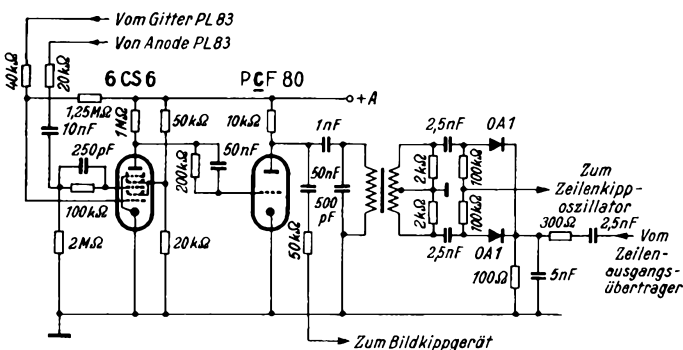 Vom Gitter PL83
Von Anode PL83
40kΩ
20kΩ
6CS6
PCF80
+A
1,25MΩ
10nF
250pF
100kΩ
2MΩ
1MΩ
50kΩ
20kΩ
200kΩ
50nF
10kΩ
1nF
50nF
500
pF
50kΩ
2,5nF
OA1
2kΩ
2kΩ
100kΩ
100kΩ
2,5nF
OA1
Zum
Zeilenkipp-
oszillator
300Ω
2,5nF
Vom
Zeilen-
ausgangs-
übertrager
100Ω
5nF
Zum Bildkippgerät